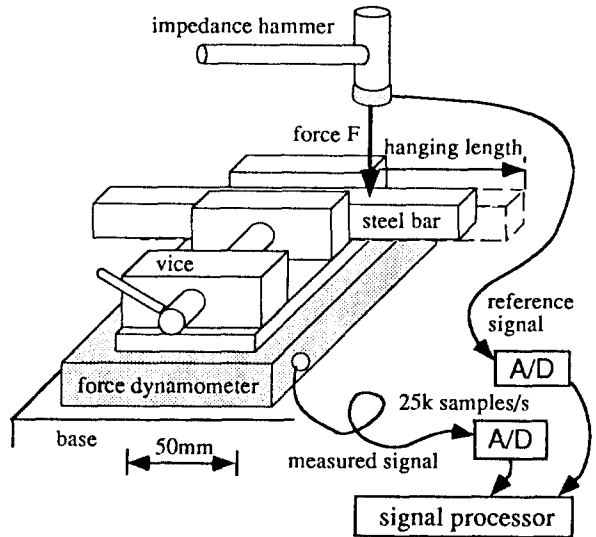 impedance hammer
force F
hanging length
steel bar
vice
reference
signal
A/D
force dynamometer
25k samples/s
base
50mm
measured signal
A/D
signal processor